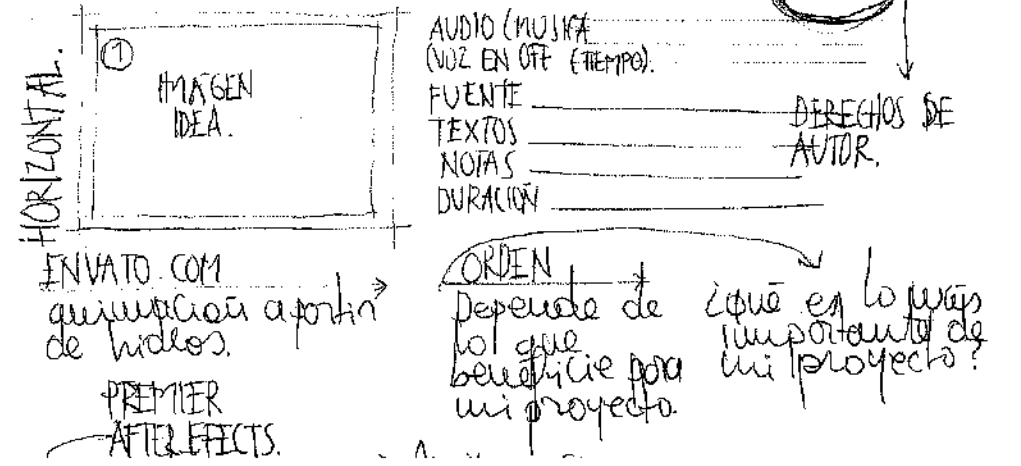 HORIZONTAL.
1
IMAGEN
IDEA.
AUDIO (MUSIKA
(VOZ EN OFF (TIEMPO).
FUENTE
TEXTOS
NOTAS
DURACIÓN
DERECHOS DE
AUTOR.
ENVATO.COM
animación a partir
de videos.
PREMIER
AFTER EFFECTS.
ORDEN
Depende de
lo que
beneficie para
mi proyecto.
¿qué es lo más
importante de
mi proyecto?